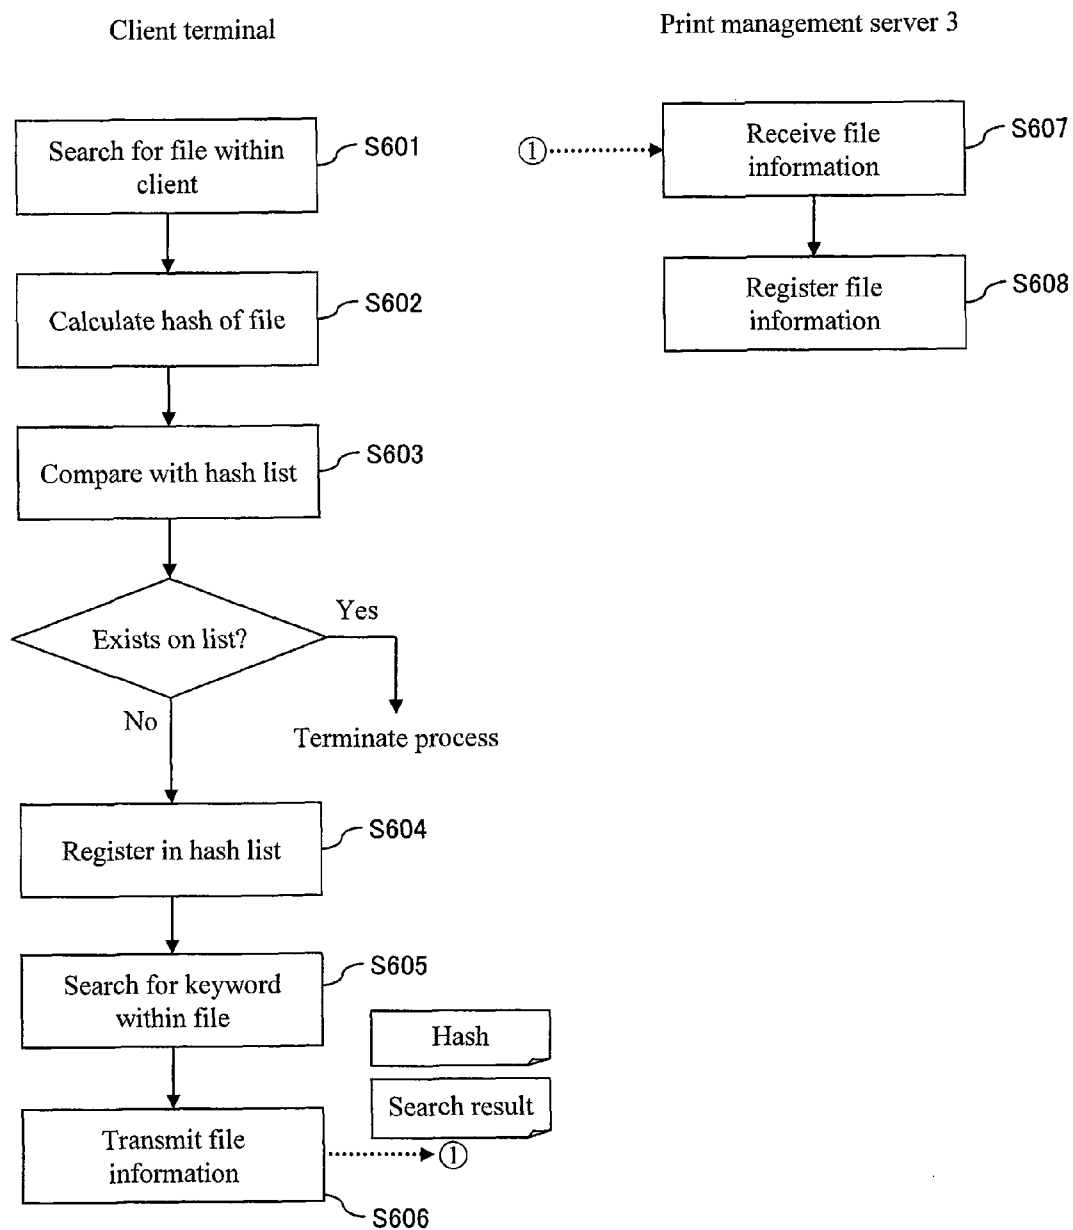 Client terminal
Print management server 3
Search for file within
client
S601
Calculate hash of file
S602
Compare with hash list
S603
Exists on list?
Yes
Terminate process
No
Register in hash list
S604
Search for keyword
within file
S605
Hash
Search result
Transmit file
information
①
S606
①
Receive file
information
S607
Register file
information
S608